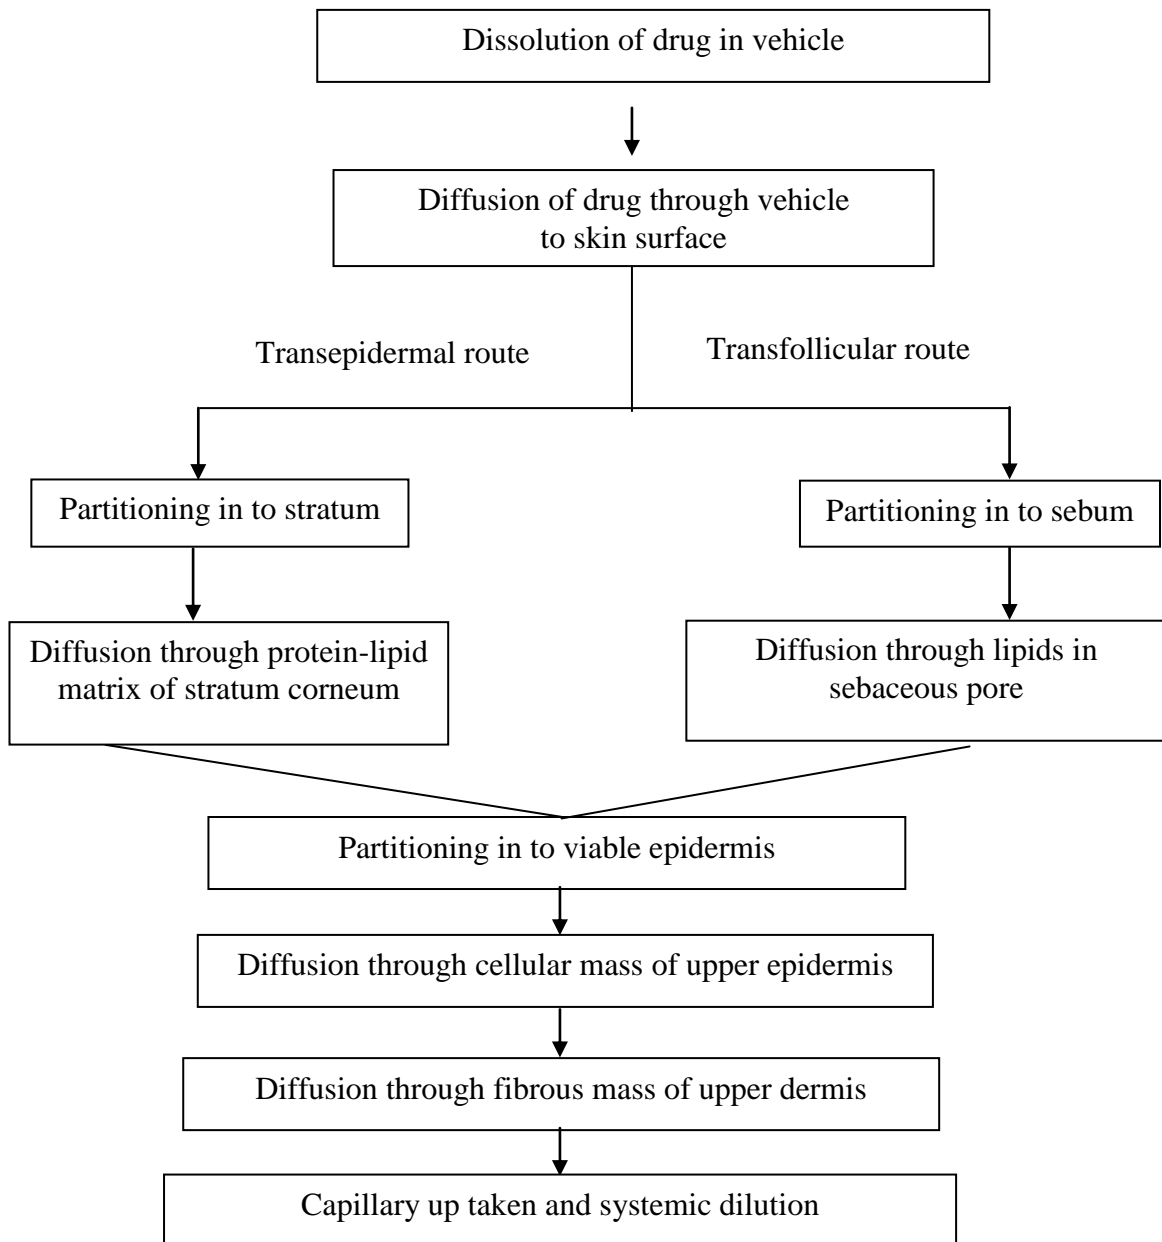 Dissolution of drug in vehicle
Diffusion of drug through vehicle
to skin surface
Transepidermal route
Transfollicular route
Partitioning in to stratum
Partitioning in to sebum
Diffusion through protein-lipid
matrix of stratum corneum
Diffusion through lipids in
sebaceous pore
Partitioning in to viable epidermis
Diffusion through cellular mass of upper epidermis
Diffusion through fibrous mass of upper dermis
Capillary up taken and systemic dilution